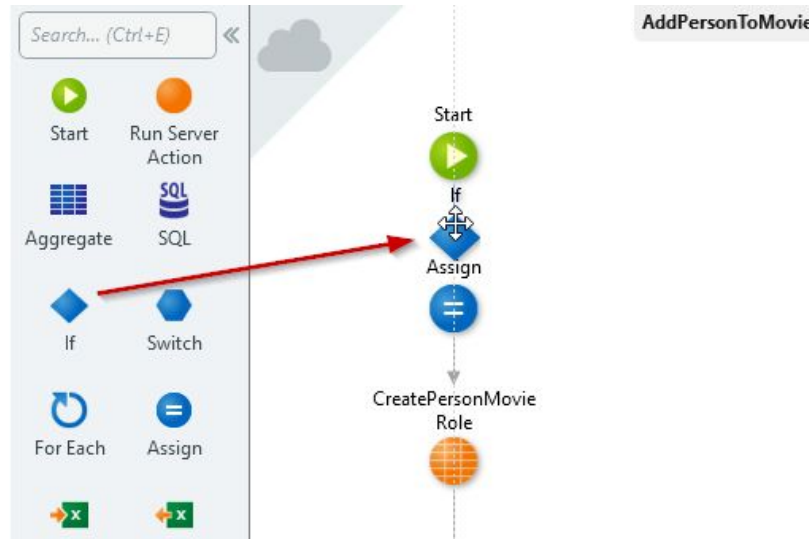 Search... (Ctrl+E)
Start
Run Server
Action
Aggregate
SQL
SQL
If
Switch
For Each
Assign
x
x
AddPersonToMovie
Start
If
Assign
CreatePersonMovie
Role